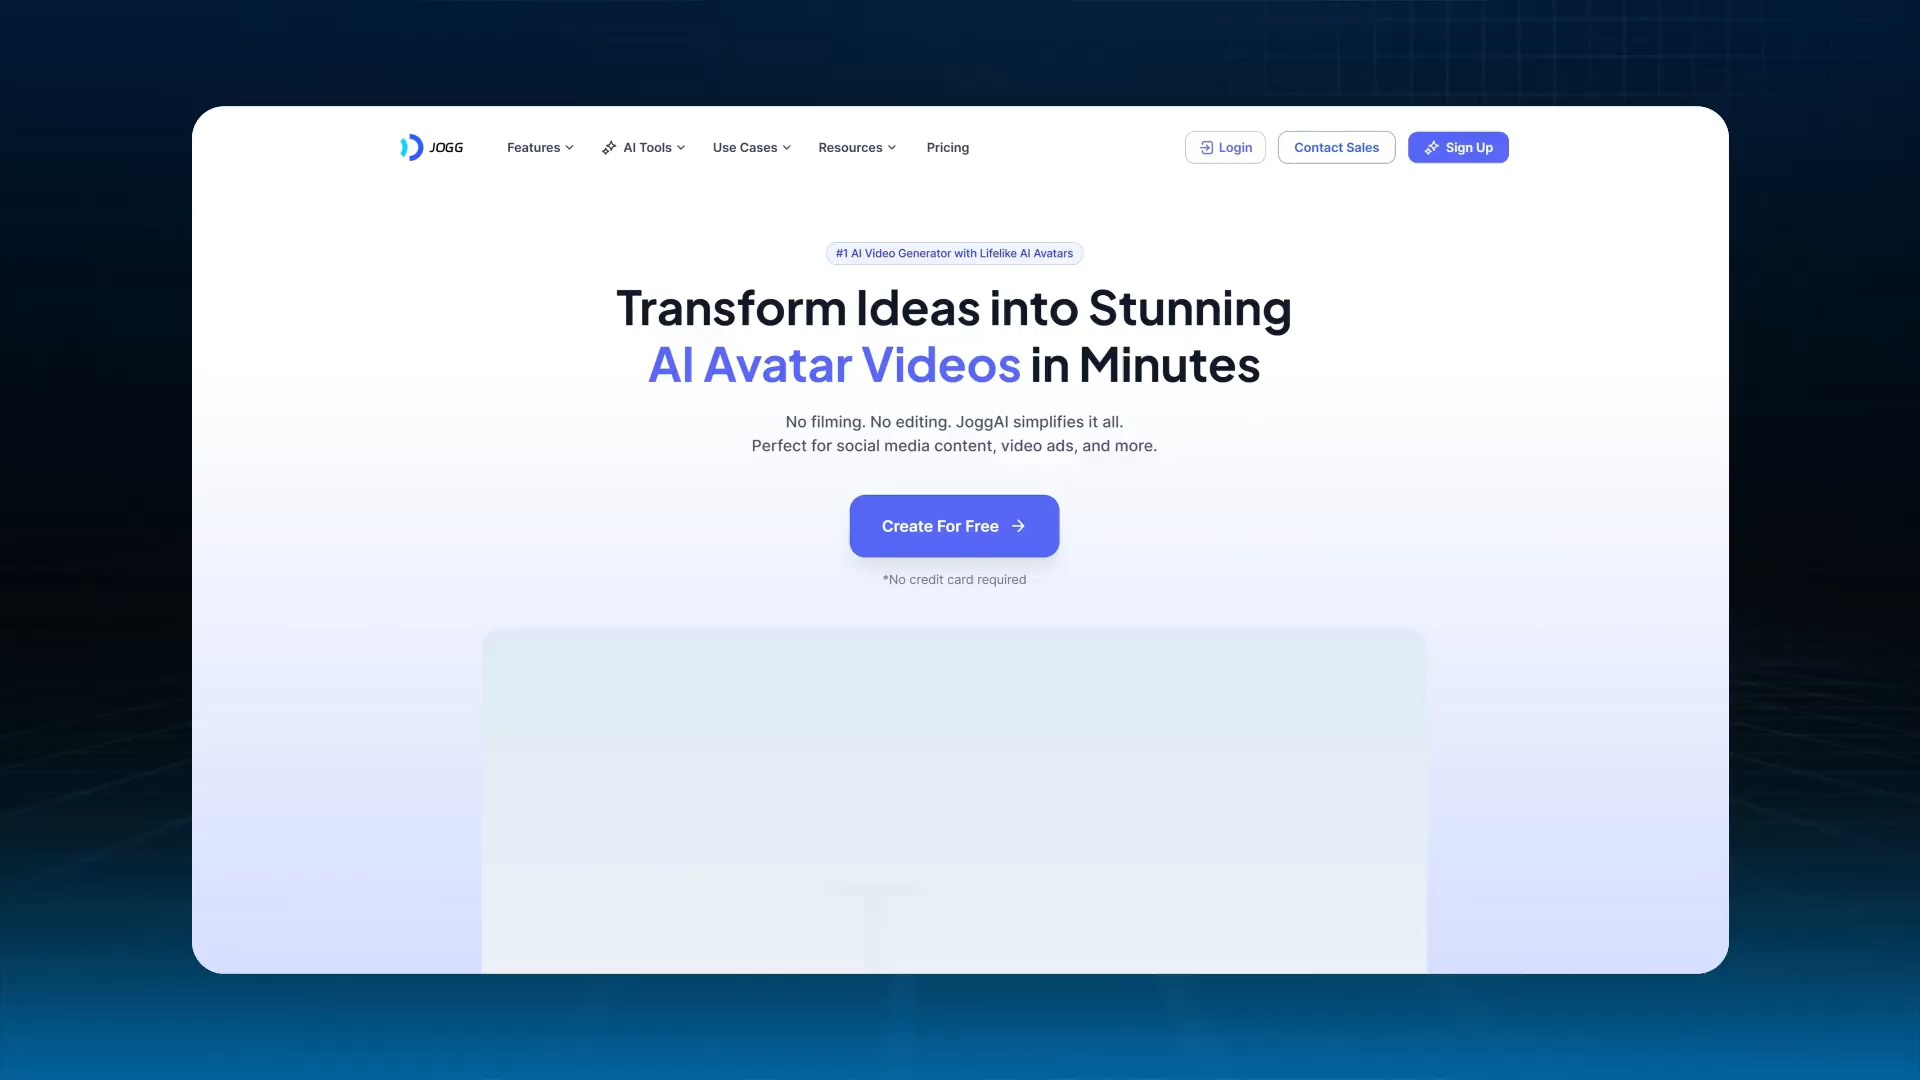 JOGG
Features
AI Tools
Use Cases
Resources
Pricing
Login
Contact Sales
Sign Up
#1 AI Video Generator with Lifelike AI Avatars
Transform Ideas into Stunning
AI Avatar Videos in Minutes
No filming. No editing. JoggAI simplifies it all.
Perfect for social media content, video ads, and more.
Create For Free
*No credit card required